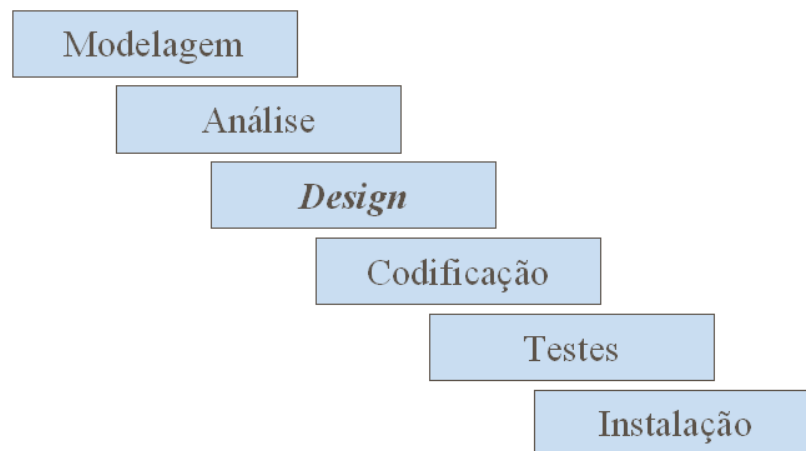 Modelagem
Análise
Design
Codificação
Testes
Instalação